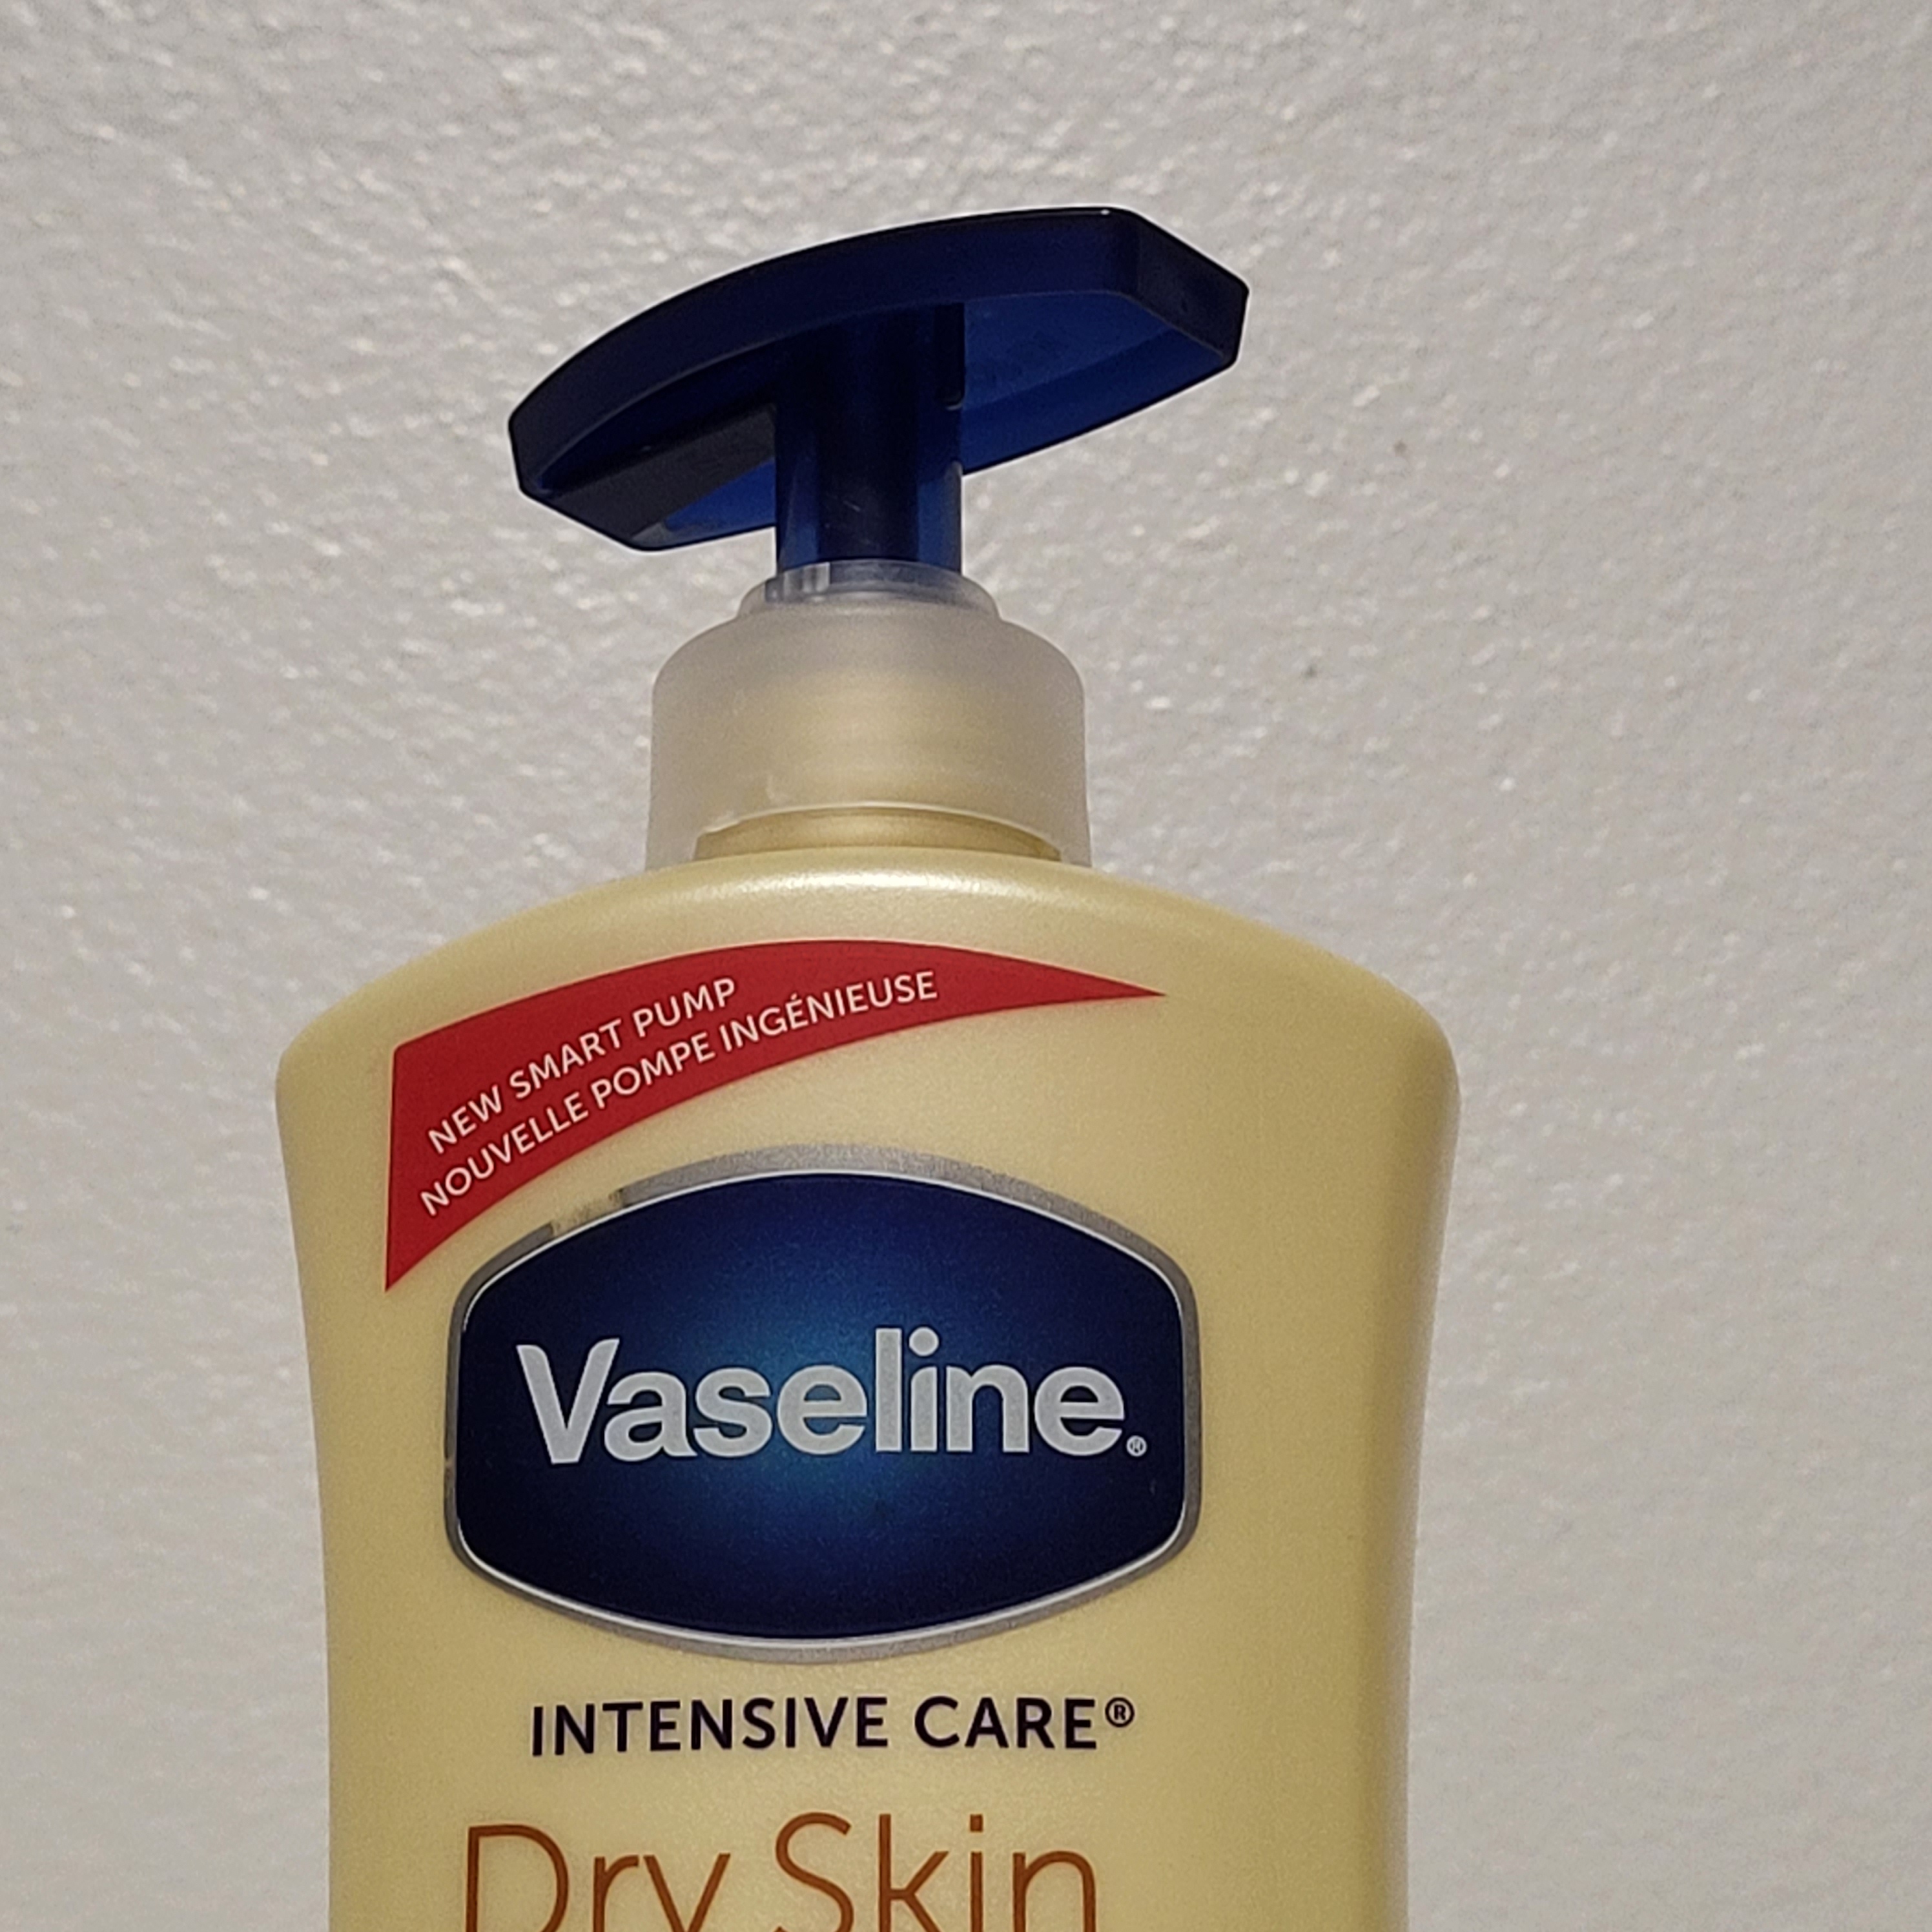 NEW SMART PUMP
NOUVELLE POMPE INGÉNIEUSE
Vaseline®
INTENSIVE CARE®
Dry Skin